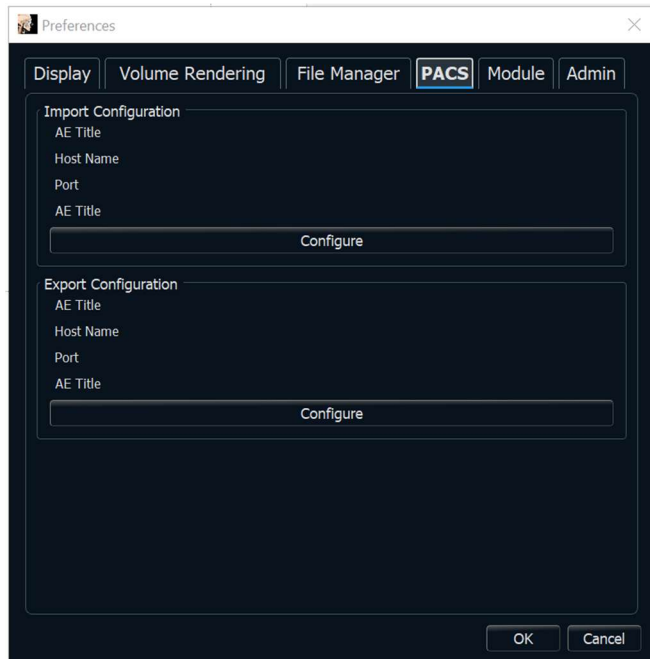 Preferences
Display Volume Rendering File Manager PACS Module Admin
Import Configuration
AE Title
Host Name
Port
AE Title
Configure
Export Configuration
AE Title
Host Name
Port
AE Title
Configure
OK Cancel